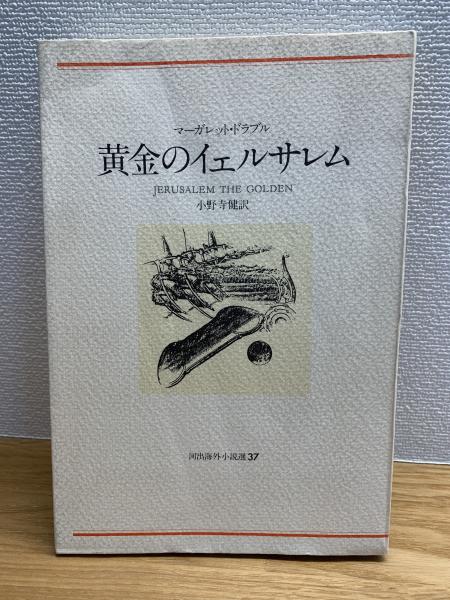 マーガレット・ドラブル
黄金のイェルサレム
JERUSALEM THE GOLDEN
小野寺健訳
河出海外小説選37